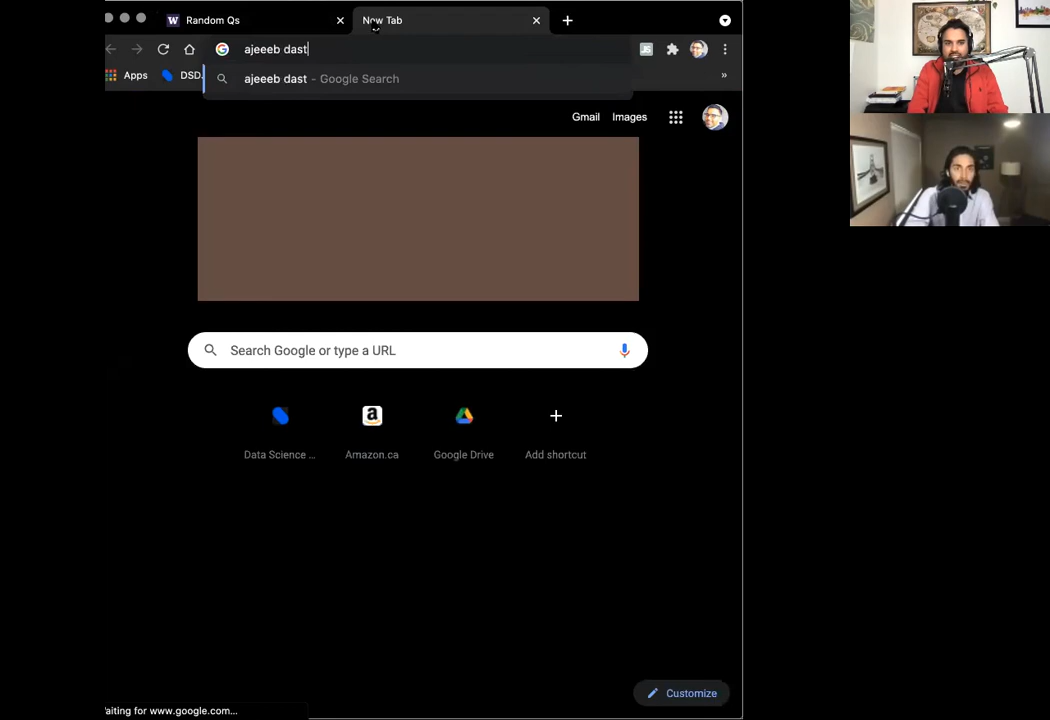 Random Qs
New Tab
ajeeeb dast
ajeeeb dast - Google Search
Apps
DSD.
»
Gmail
Images
Search Google or type a URL
Data Science ...
Amazon.ca
Google Drive
Add shortcut
Customize
aiting for www.google.com...